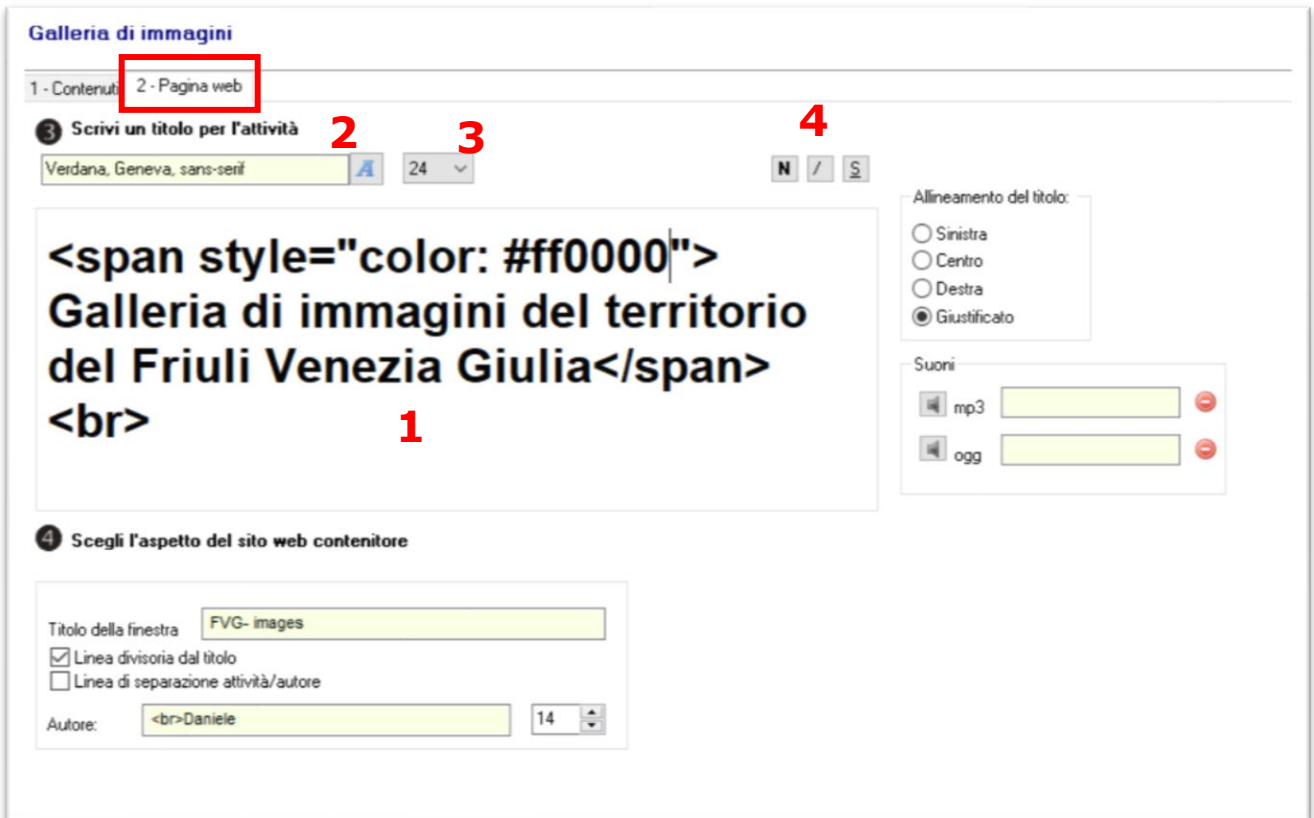 Galleria di immagini
1 - Contenuti 2 - Pagina web
3 Scrivi un titolo per l'attività
2 3 4
Verdana, Geneva, sans-serif A 24 N / S
<span style="color: #ff0000">
Galleria di immagini del territorio
del Friuli Venezia Giulia</span>
<br>
1
Allineamento del titolo:
Sinistra
Centro
Destra
Giustificato
Suoni
mp3
ogg
4 Scegli l'aspetto del sito web contenitore
Titolo della finestra FVG- images
Linea divisoria dal titolo
Linea di separazione attività/autore
Autore: <br>Daniele 14